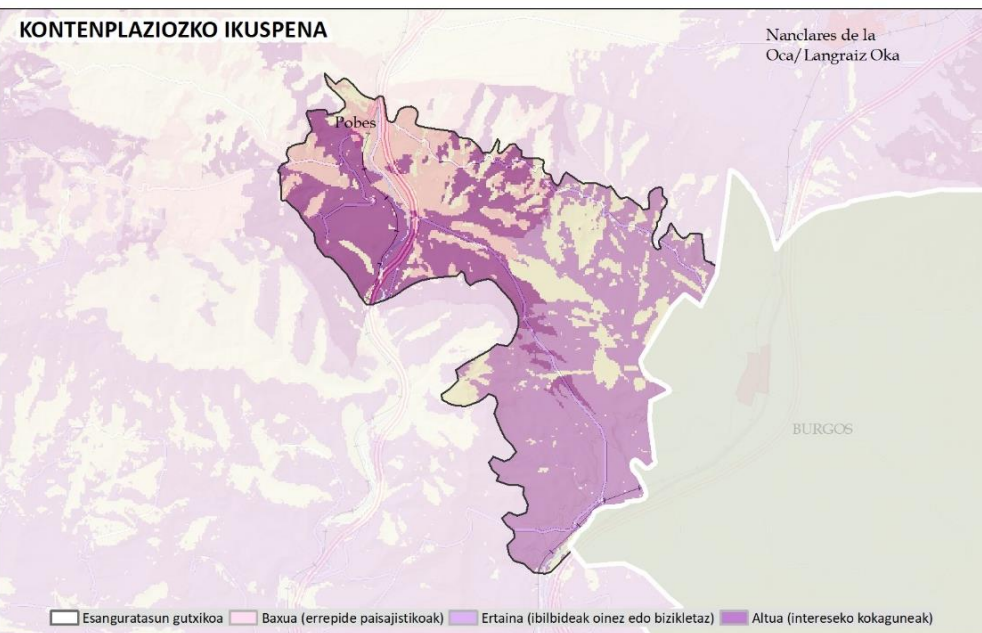 KONTENPLAZIOZKO IKUSPENA
Nanclares de la
Oca/Langraiz Oka
Pobes
BURGOS
Esanguratasun gutxikoa Baxua (errepide paisajistikoak) Ertaina (ibilbideak oinez edo bizikletaz) Altua (intereseko kokaguneak)